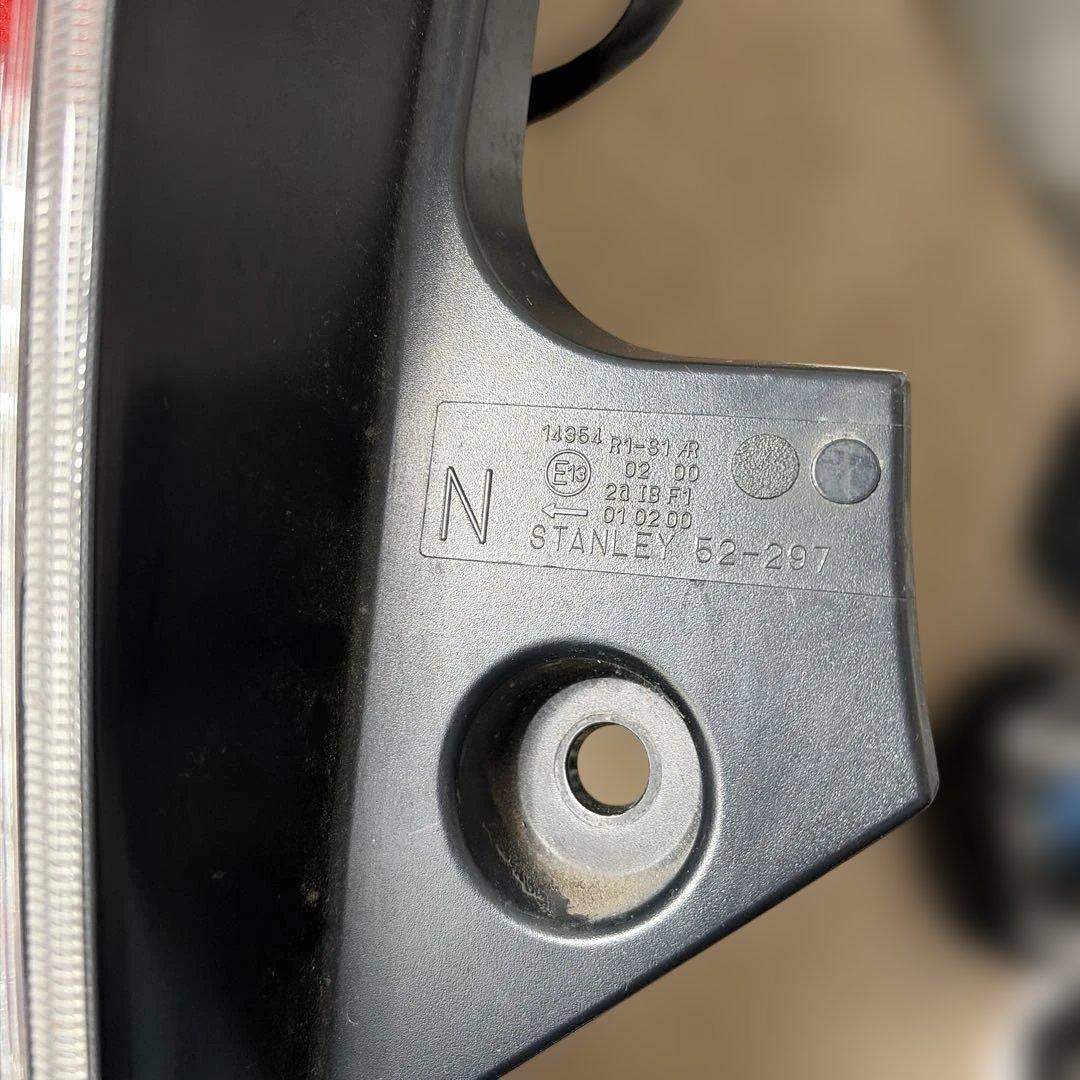 14354 R1-S1 AR
N E13 02 00
2a IB F1
← 01 02 00
STANLEY 52-297